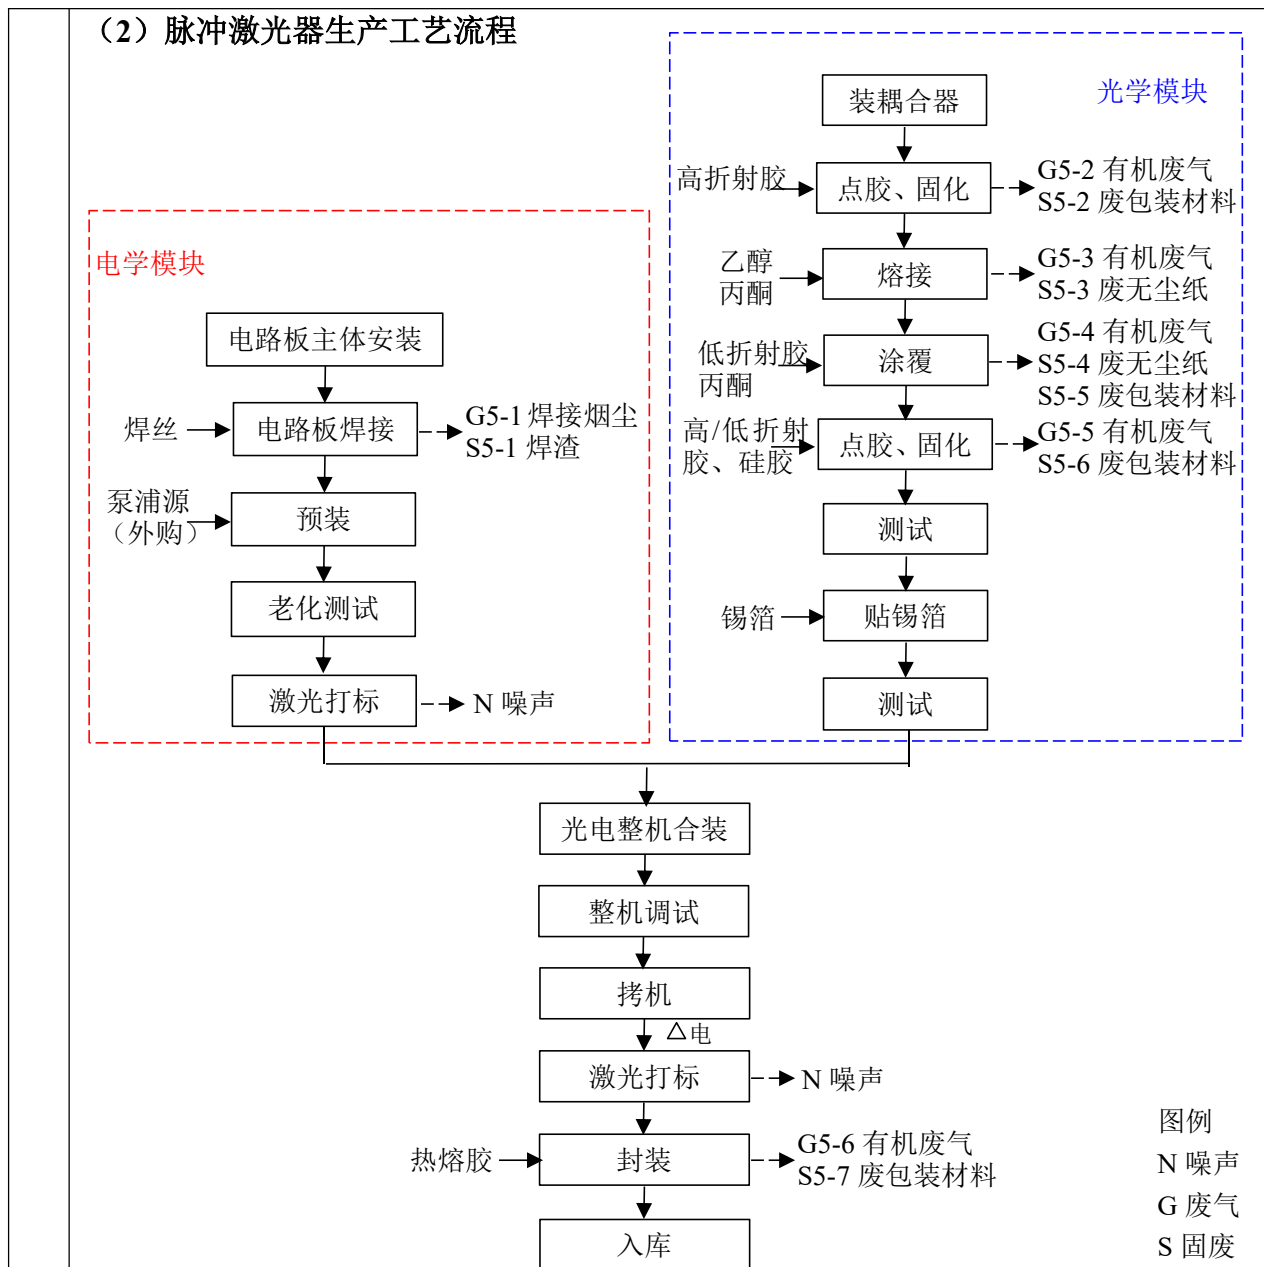 （2）脉冲激光器生产工艺流程
光学模块
装耦合器
高折射胶
点胶、固化
G5-2 有机废气
S5-2 废包装材料
乙醇
丙酮
熔接
G5-3 有机废气
S5-3 废无尘纸
低折射胶
丙酮
涂覆
G5-4 有机废气
S5-4 废无尘纸
S5-5 废包装材料
高/低折射
胶、硅胶
点胶、固化
G5-5 有机废气
S5-6 废包装材料
测试
锡箔
贴锡箔
测试
电学模块
电路板主体安装
焊丝
电路板焊接
G5-1 焊接烟尘
S5-1 焊渣
泵浦源
（外购）
预装
老化测试
激光打标
N 噪声
光电整机合装
整机调试
拷机
△电
激光打标
N 噪声
热熔胶
封装
G5-6 有机废气
S5-7 废包装材料
入库
图例
N 噪声
G 废气
S 固废